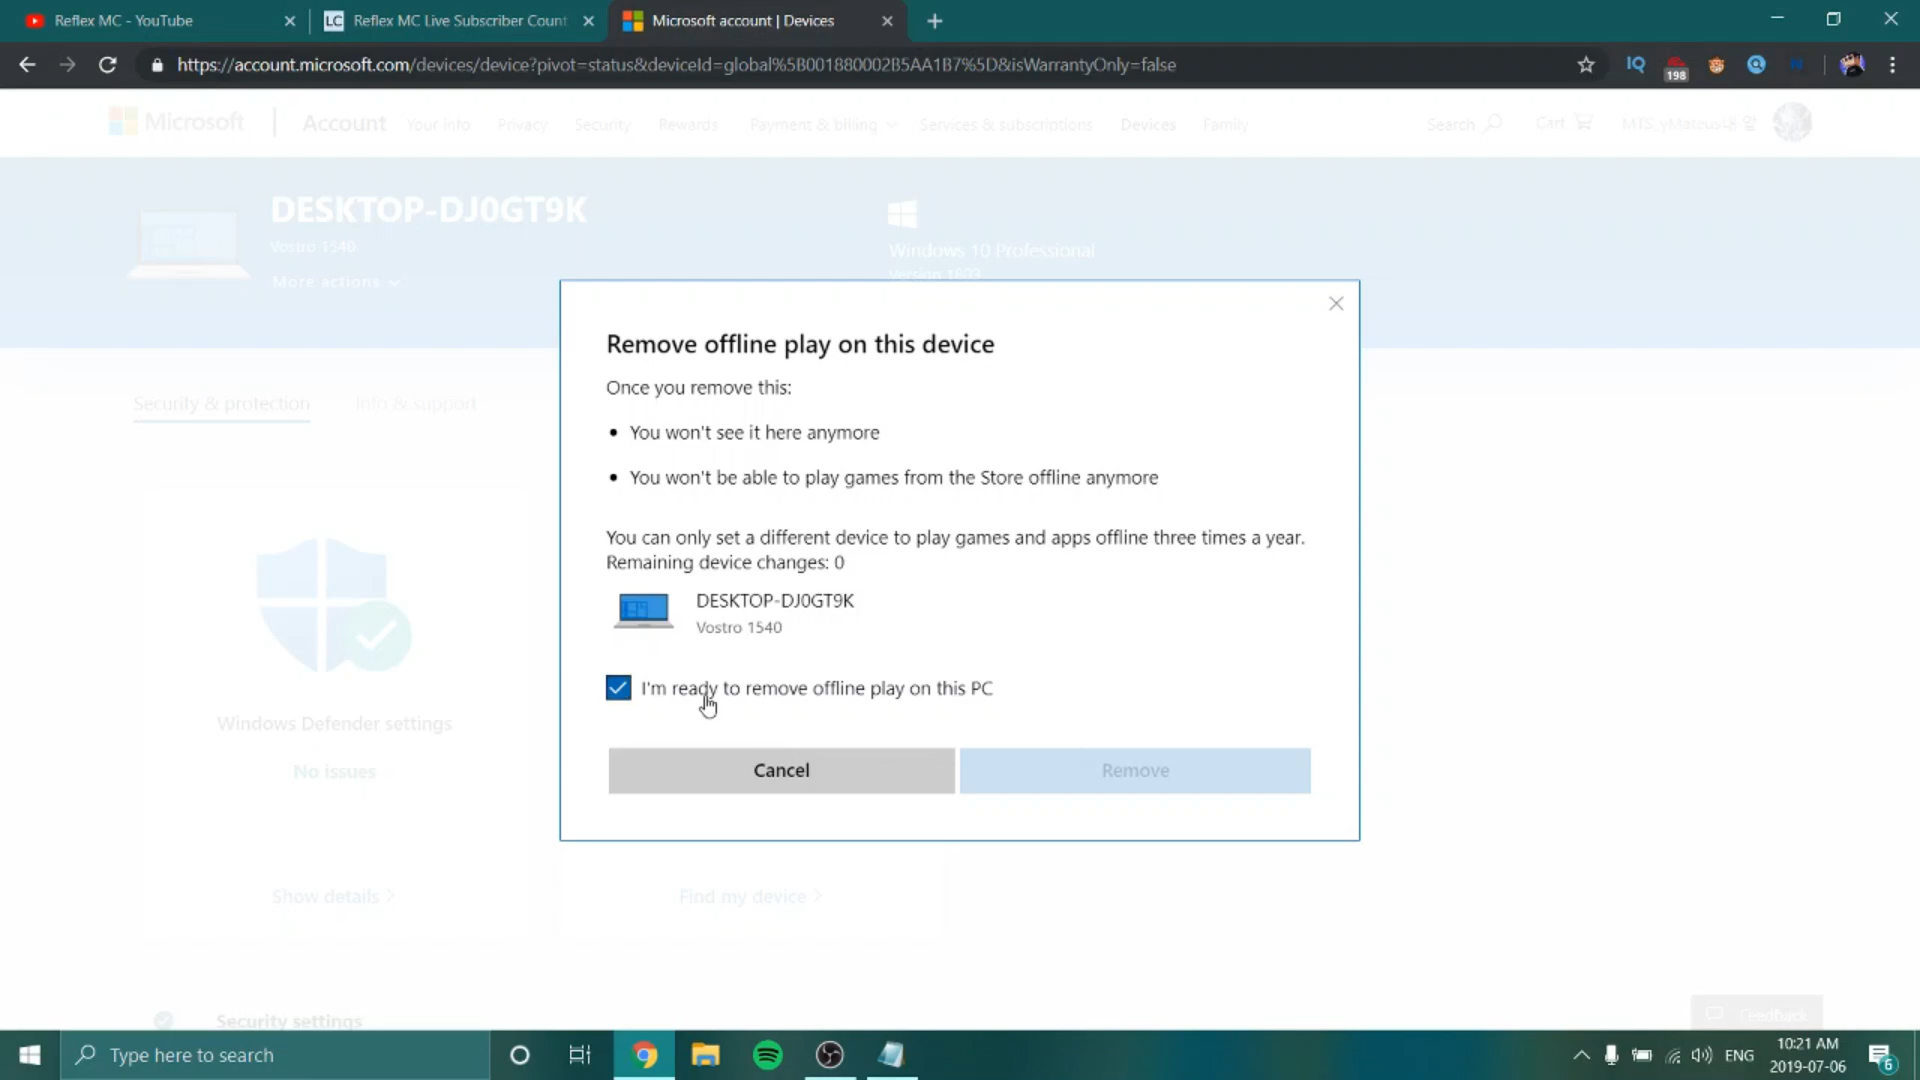 Reflex MC - YouTube
LC Reflex MC Live Subscriber Count
Microsoft account | Devices
https://account.microsoft.com/devices/device?pivot=status&deviceId=global%5B001880002B5AA1B7%5D&isWarrantyOnly=false
IQ
198
Microsoft
Account Your info Privacy Security Rewards Payment & billing Services & subscriptions Devices Family
Search Cart
DESKTOP-DJ0GT9K
Vostro 1540
More actions
Windows 10 Professional
Version 1803
Security & protection Info & support
Remove offline play on this device
Once you remove this:
• You won't see it here anymore
• You won't be able to play games from the Store offline anymore
You can only set a different device to play games and apps offline three times a year.
Remaining device changes: 0
DESKTOP-DJ0GT9K
Vostro 1540
I'm ready to remove offline play on this PC
Cancel Remove
Windows Defender settings
No issues
Show details >
Find my device >
Security settings
Feedback
Type here to search
ENG
10:21 AM
2019-07-06
6